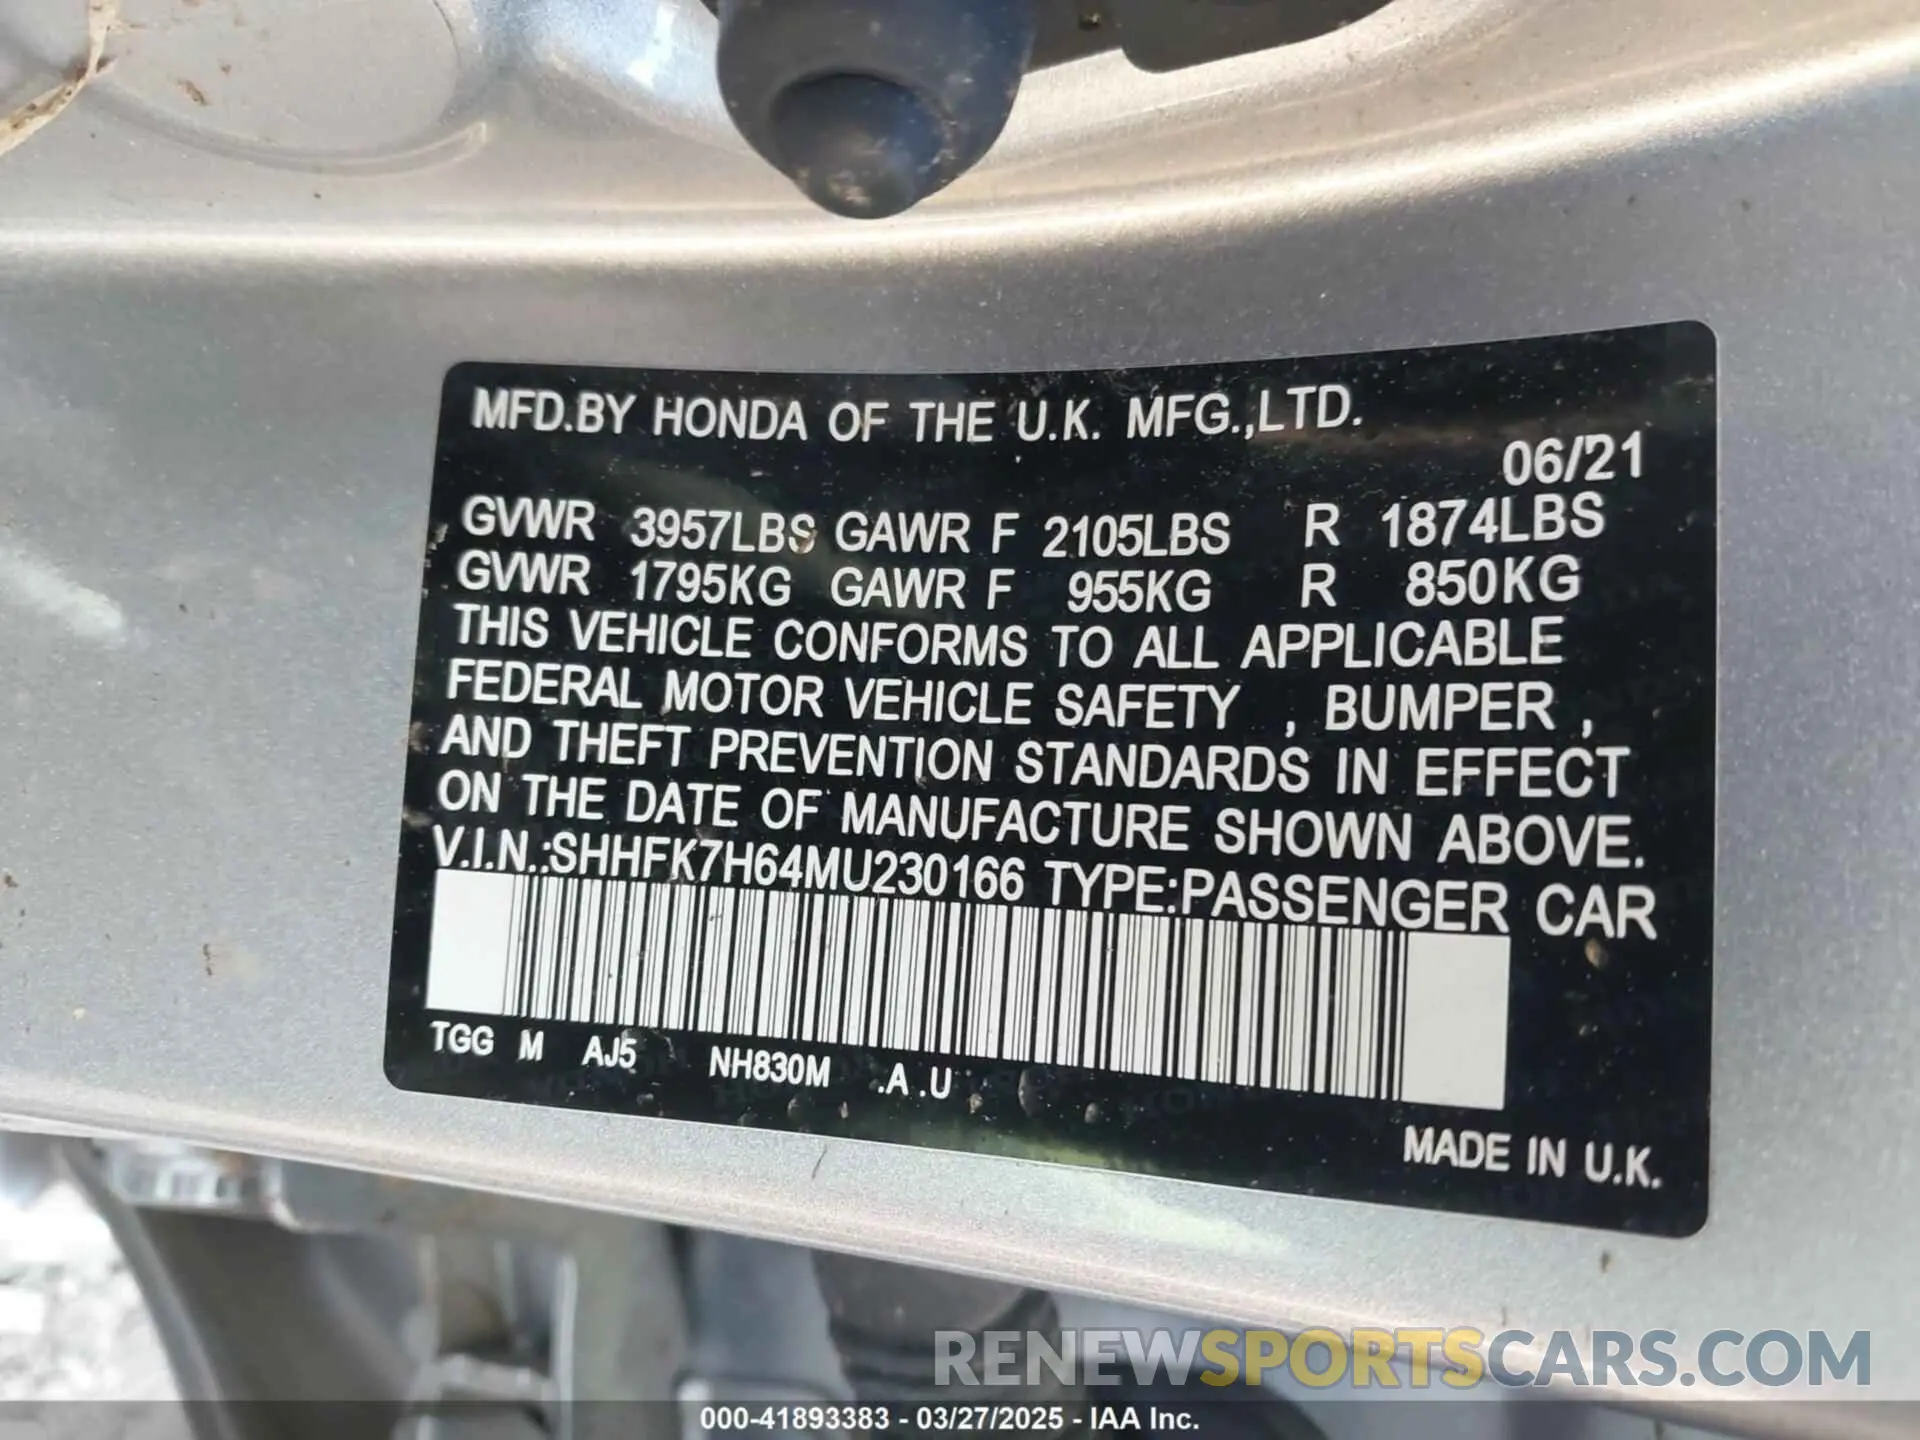 MFD.BY HONDA OF THE U.K. MFG.,LTD.
06/21
GVWR 3957LBS GAWR F 2105LBS R 1874LBS
GVWR 1795KG GAWR F 955KG R 850KG
THIS VEHICLE CONFORMS TO ALL APPLICABLE
FEDERAL MOTOR VEHICLE SAFETY , BUMPER ,
AND THEFT PREVENTION STANDARDS IN EFFECT
ON THE DATE OF MANUFACTURE SHOWN ABOVE.
V.I.N.:SHHFK7H64MU230166 TYPE:PASSENGER CAR
TGG M AJ5 NH830M .A .U
MADE IN U.K.
RENEWSPORTSCARS.COM
000-41893383 - 03/27/2025 - IAA Inc.